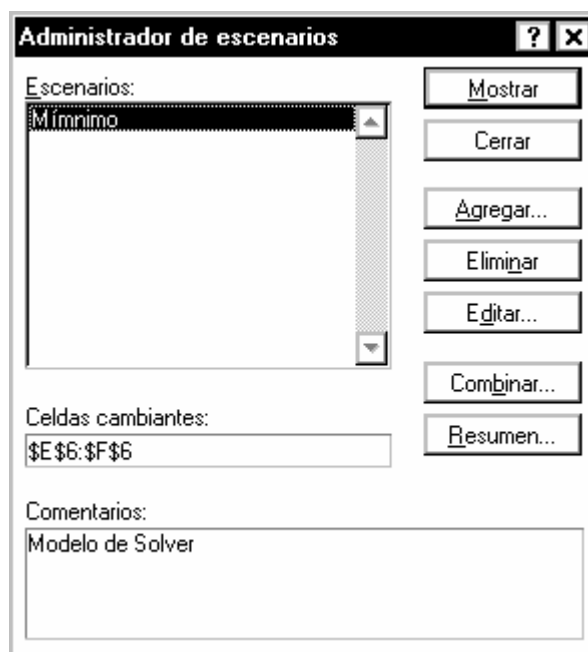 Administrador de escenarios ? X
Escenarios:
Mímnimo
Mostrar
Cerrar
Agregar...
Eliminar
Editar...
Combinar...
Resumen...
Celdas cambiantes:
$E$6:$F$6
Comentarios:
Modelo de Solver